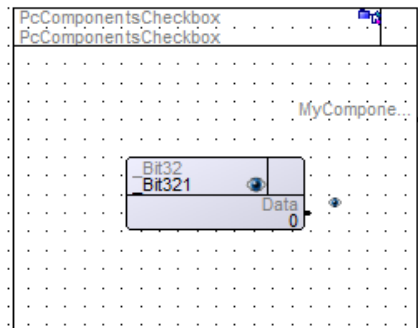 PcComponentsCheckbox
PcComponentsCheckbox
MyCompone...
_Bit32
_Bit321
Data
0